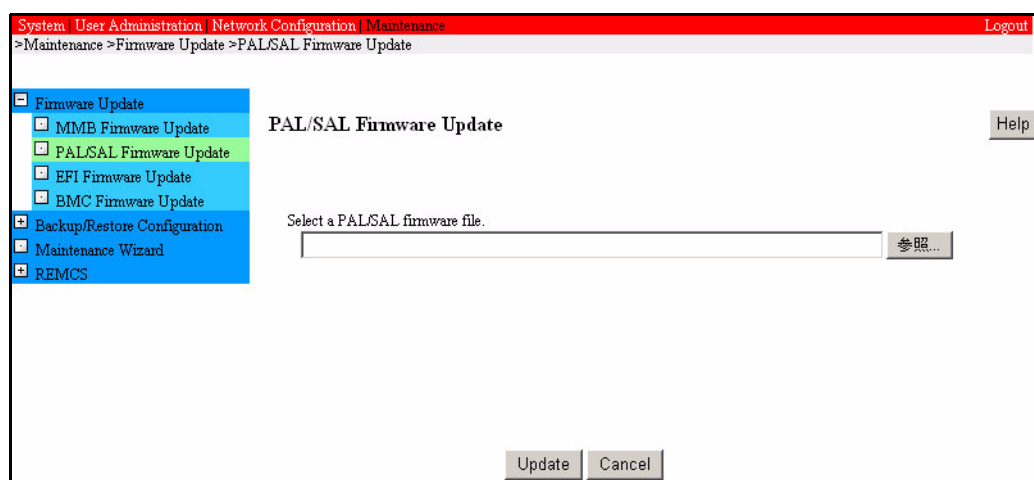 System | User Administration | Network Configuration | Maintenance Logout
>Maintenance >Firmware Update >PAL/SAL Firmware Update
Firmware Update
MMB Firmware Update
PAL/SAL Firmware Update
EFI Firmware Update
BMC Firmware Update
Backup/Restore Configuration
Maintenance Wizard
REMCS
PAL/SAL Firmware Update
Help
Select a PAL/SAL firmware file.
参照...
Update Cancel